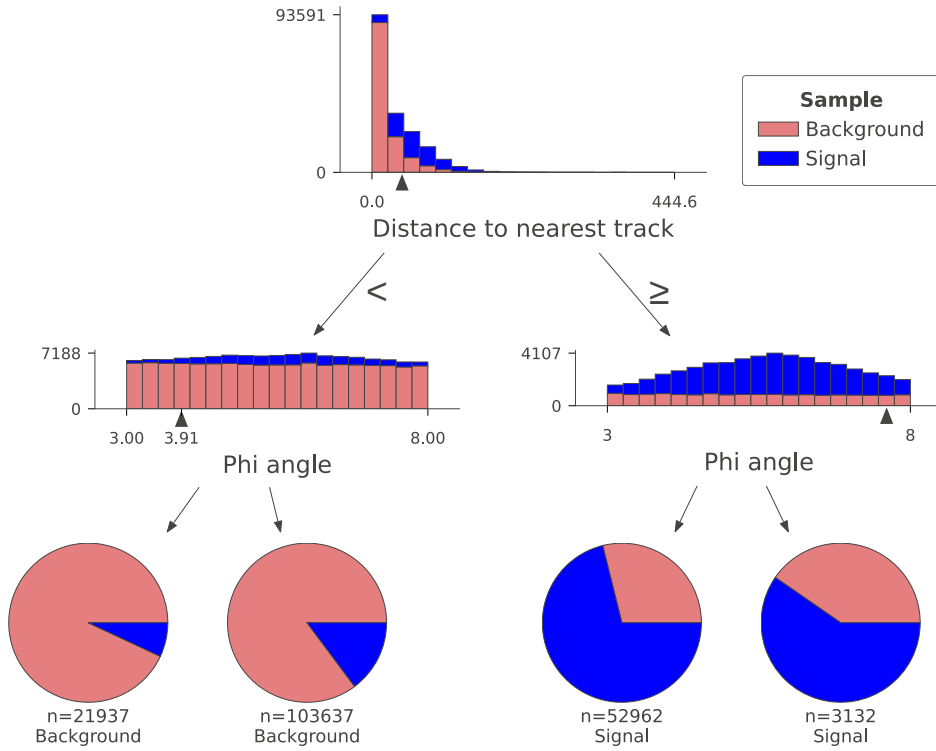 93591
0
0.0
444.6
Distance to nearest track
Sample
Background
Signal
<
≥
7188
0
3.00
3.91
8.00
Phi angle
4107
0
3
8
Phi angle
n=21937
Background
n=103637
Background
n=52962
Signal
n=3132
Signal